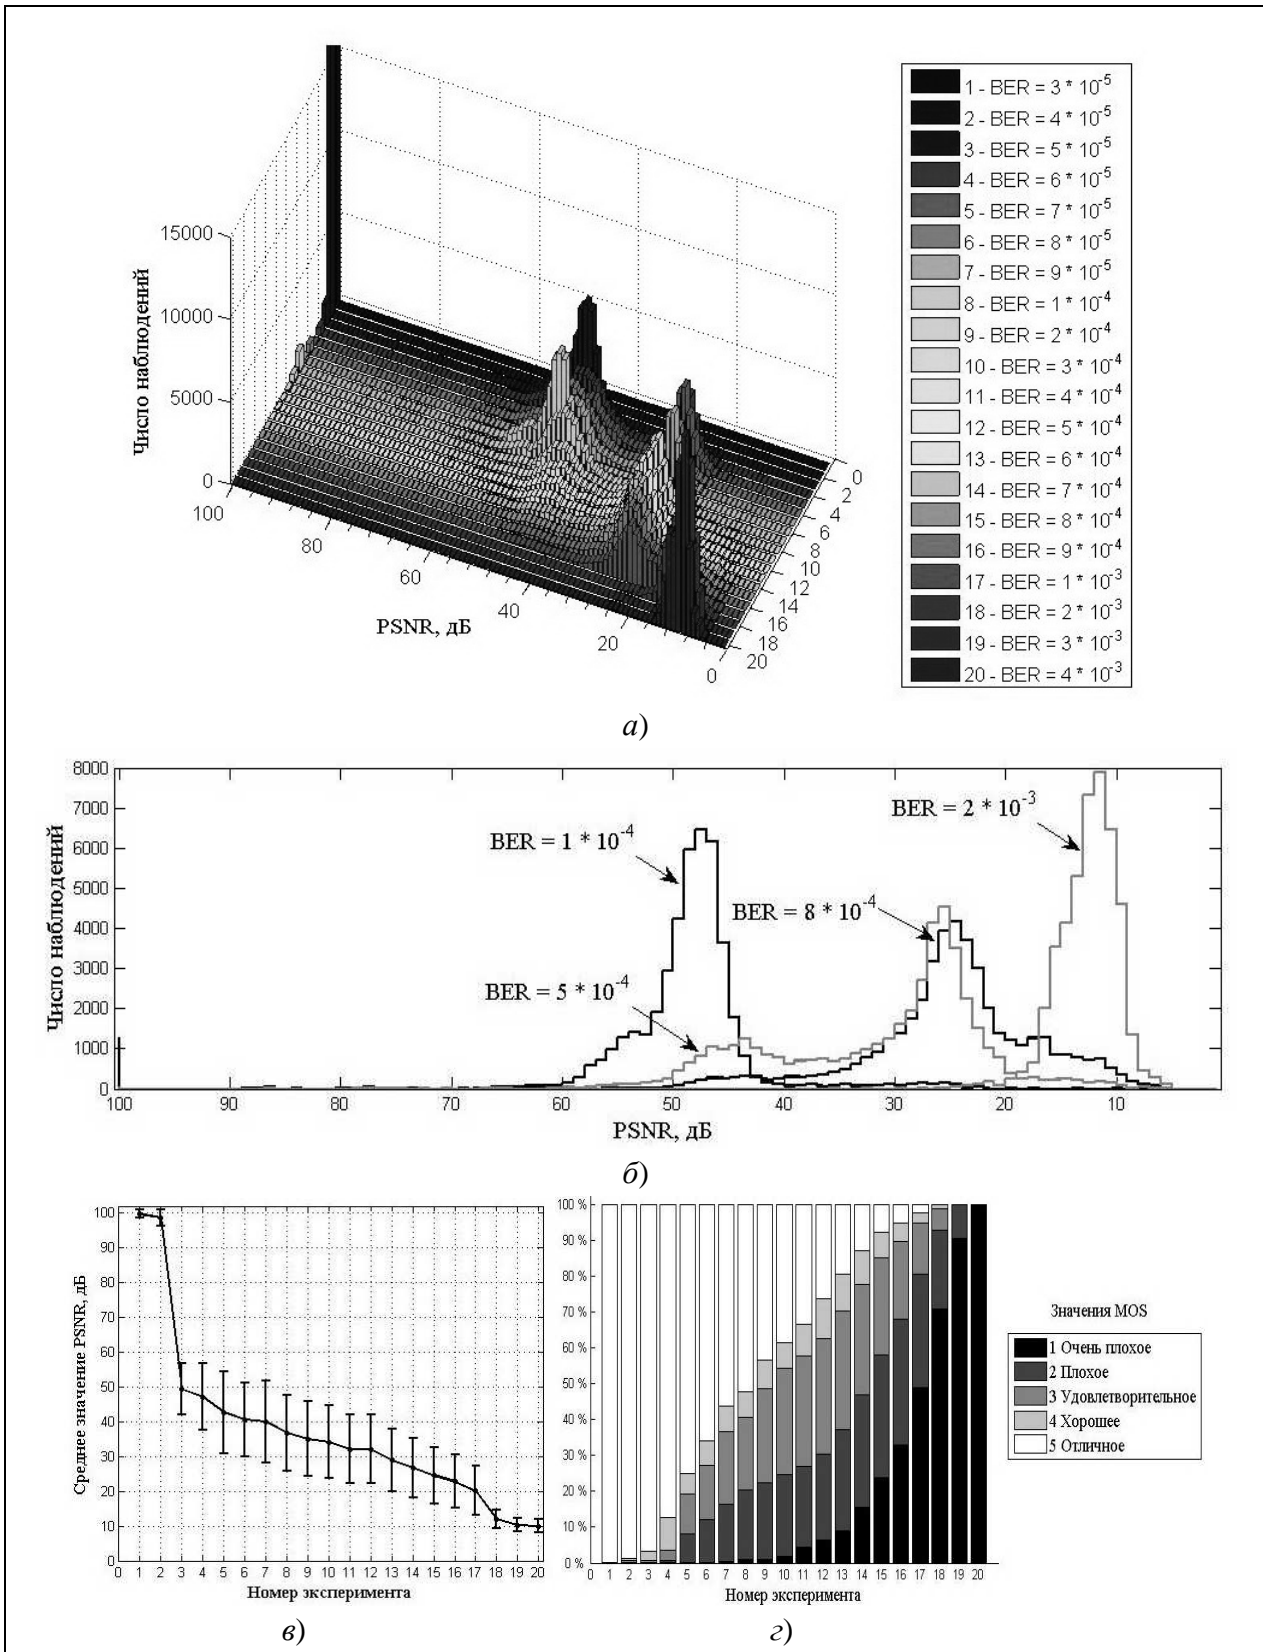 15000
10000
5000
0
Число наблюдений
100
80
60
40
20
0
PSNR, дБ
0
2
4
6
8
10
12
14
16
18
20
1 - BER = 3 * 10^-5
2 - BER = 4 * 10^-5
3 - BER = 5 * 10^-5
4 - BER = 6 * 10^-5
5 - BER = 7 * 10^-5
6 - BER = 8 * 10^-5
7 - BER = 9 * 10^-5
8 - BER = 1 * 10^-4
9 - BER = 2 * 10^-4
10 - BER = 3 * 10^-4
11 - BER = 4 * 10^-4
12 - BER = 5 * 10^-4
13 - BER = 6 * 10^-4
14 - BER = 7 * 10^-4
15 - BER = 8 * 10^-4
16 - BER = 9 * 10^-4
17 - BER = 1 * 10^-3
18 - BER = 2 * 10^-3
19 - BER = 3 * 10^-3
20 - BER = 4 * 10^-3
а)
8000
7000
6000
5000
4000
3000
2000
1000
0
Число наблюдений
BER = 1 * 10^-4
BER = 2 * 10^-3
BER = 8 * 10^-4
BER = 5 * 10^-4
100 90 80 70 60 50 40 30 20 10
PSNR, дБ
б)
100
90
80
70
60
50
40
30
20
10
0
Среднее значение PSNR, дБ
0 1 2 3 4 5 6 7 8 9 10 11 12 13 14 15 16 17 18 19 20
Номер эксперимента
в)
100 %
90 %
80 %
70 %
60 %
50 %
40 %
30 %
20 %
10 %
0 %
0 1 2 3 4 5 6 7 8 9 10 11 12 13 14 15 16 17 18 19 20
Номер эксперимента
Значения MOS
1 Очень плохое
2 Плохое
3 Удовлетворительное
4 Хорошее
5 Отличное
г)